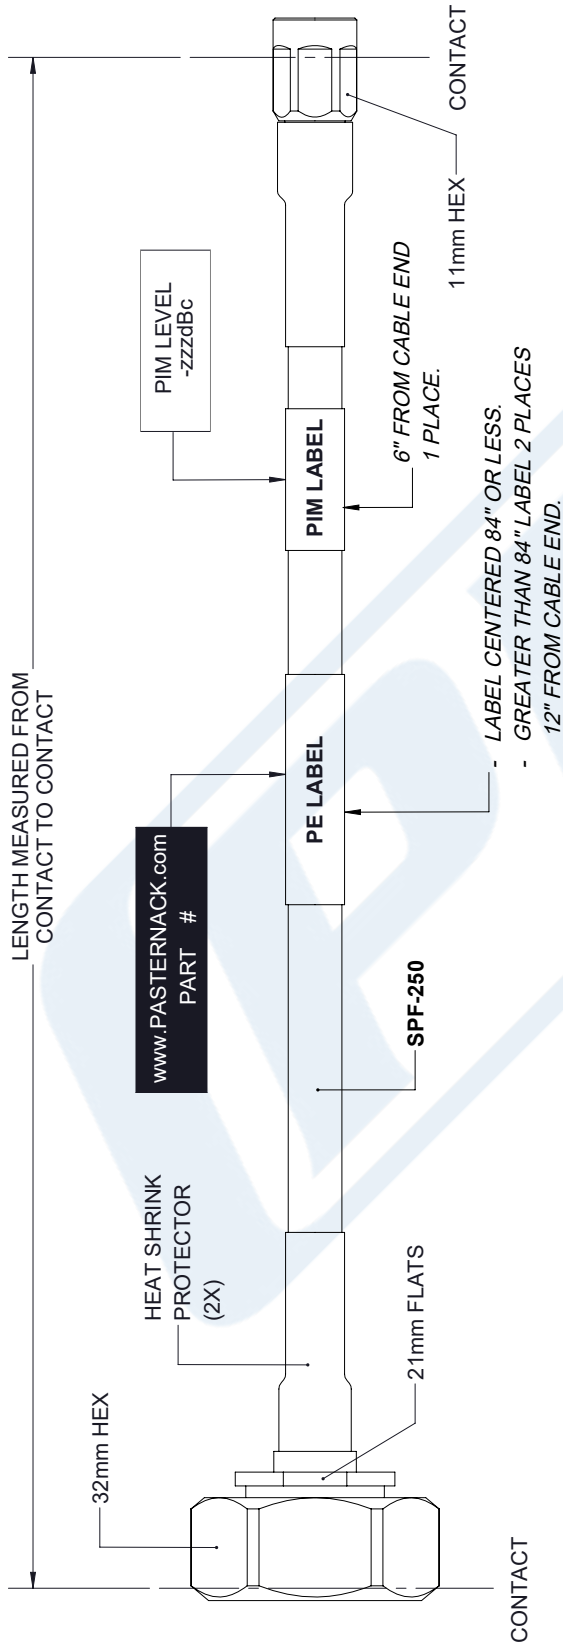 LENGTH MEASURED FROM
CONTACT TO CONTACT
www.PASTERNACK.com
PART #
PIM LEVEL
-zzzdBc
32mm HEX
HEAT SHRINK
PROTECTOR
(2X)
PE LABEL
PIM LABEL
21mm FLATS
SPF-250
6" FROM CABLE END
1 PLACE.
11mm HEX
CONTACT
CONTACT
- LABEL CENTERED 84" OR LESS.
- GREATER THAN 84" LABEL 2 PLACES
12" FROM CABLE END.